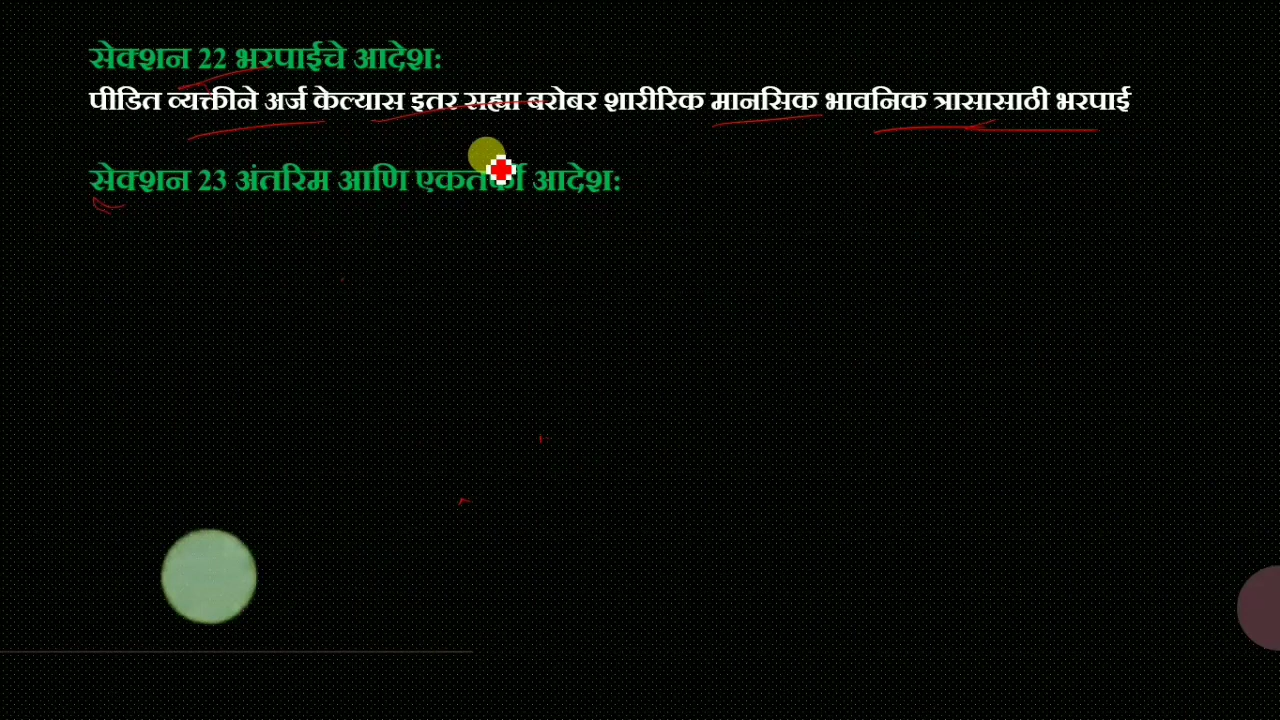 सेक्शन 22 भरपाईचे आदेश:
पीडित व्यक्तीने अर्ज केल्यास इतर सह्या बरोबर शारीरिक मानसिक भावनिक त्रासासाठी भरपाई
सेक्शन 23 अंतरिम आणि एकतर्फी आदेश: